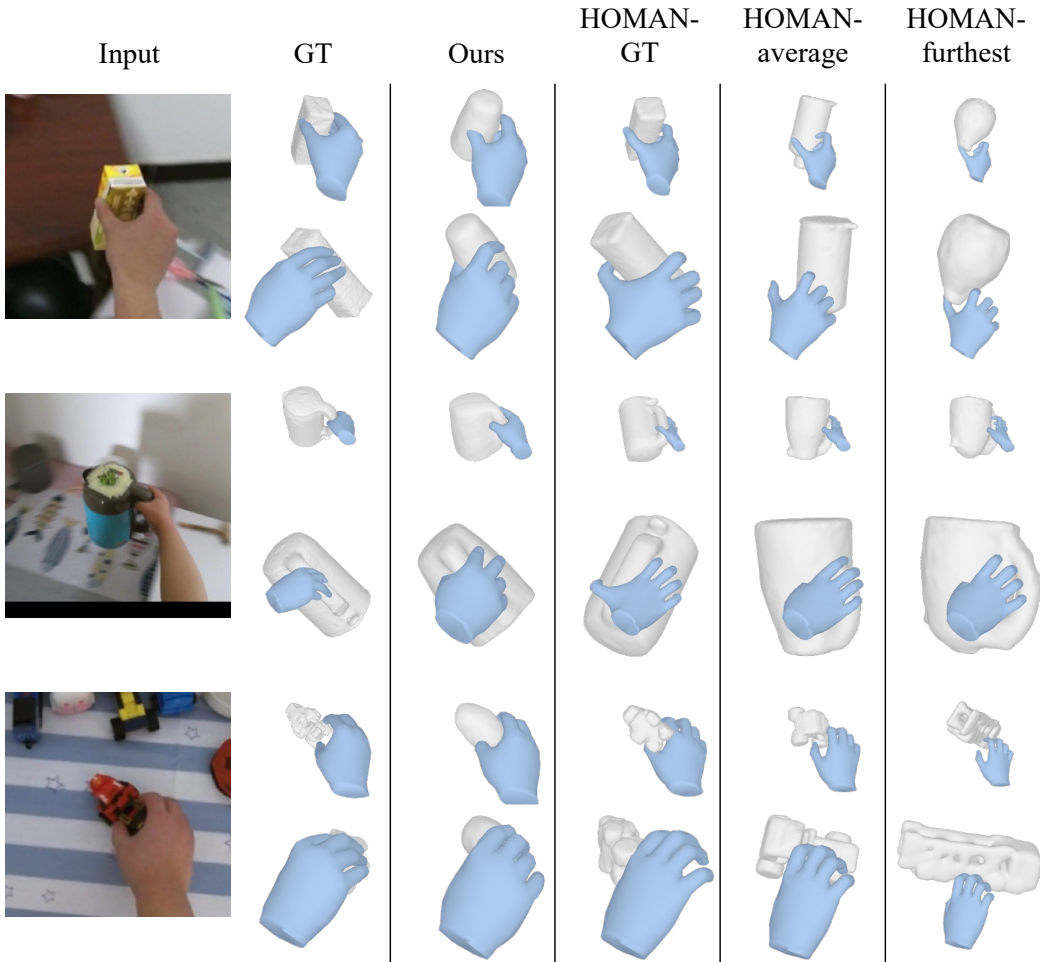 Input
GT
Ours
HOMAN-
GT
HOMAN-
average
HOMAN-
furthest